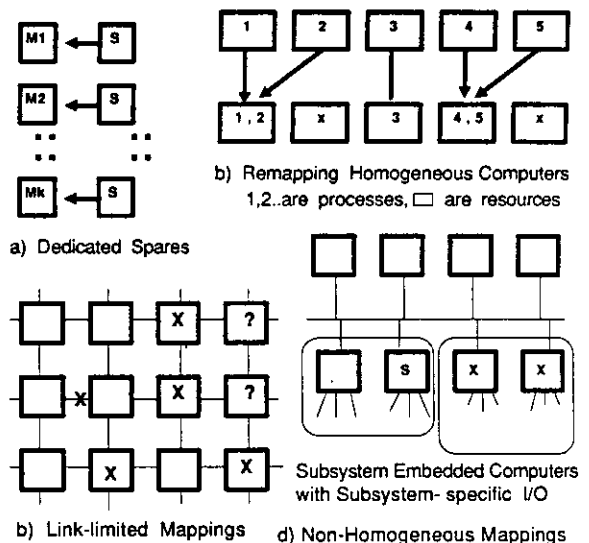 M1 S
M2 S
Mk S
a) Dedicated Spares
1 2 3 4 5
1,2 x 3 4,5 x
b) Remapping Homogeneous Computers
1,2..are processes, □ are resources
X ?
X X ?
X X
b) Link-limited Mappings
S X X
Subsystem Embedded Computers
with Subsystem- specific I/O
d) Non-Homogeneous Mappings